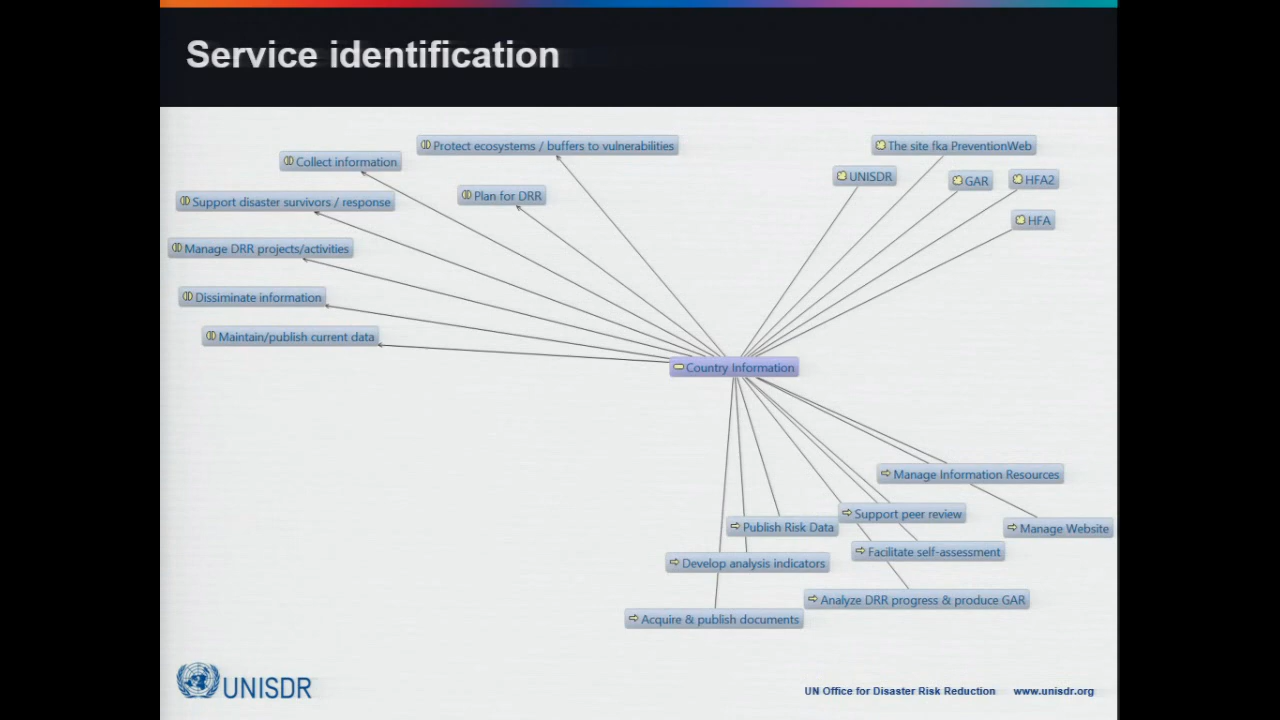 Service identification
Protect ecosystems / buffers to vulnerabilities
The site fka PreventionWeb
Collect information
UNISDR
GAR
HFA2
Plan for DRR
Support disaster survivors / response
HFA
Manage DRR projects/activities
Dissiminate information
Maintain/publish current data
Country Information
Manage Information Resources
Support peer review
Publish Risk Data
Manage Website
Facilitate self-assessment
Develop analysis indicators
Analyze DRR progress & produce GAR
Acquire & publish documents
UNISDR
UN Office for Disaster Risk Reduction www.unisdr.org